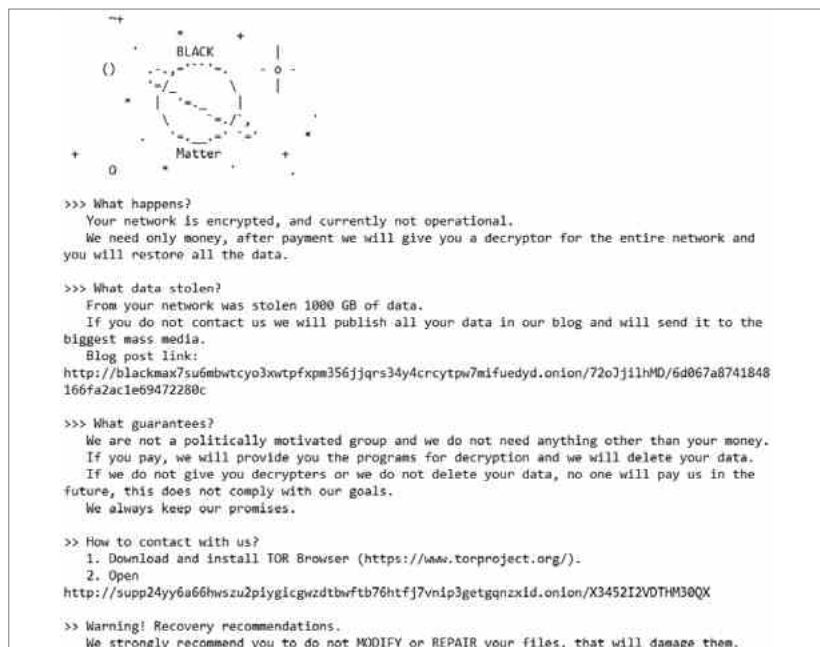 BLACK
Matter
>>> What happens?
Your network is encrypted, and currently not operational.
We need only money, after payment we will give you a decryptor for the entire network and
you will restore all the data.
>>> What data stolen?
From your network was stolen 1000 GB of data.
If you do not contact us we will publish all your data in our blog and will send it to the
biggest mass media.
Blog post link:
http://blackmax7su6mbwtcyo3xwtpfxpm356jjqrs34y4crcytpw7mifuedyd.onion/72oJj1lhMD/6d067a8741848
166fa2ac1e69472280c
>>> What guarantees?
We are not a politically motivated group and we do not need anything other than your money.
If you pay, we will provide you the programs for decryption and we will delete your data.
If we do not give you decrypters or we do not delete your data, no one will pay us in the
future, this does not comply with our goals.
We always keep our promises.
>> How to contact with us?
1. Download and install TOR Browser (https://www.torproject.org/).
2. Open
http://supp24yy6a66hwszu2piygicgwzdtbwftb76htfj7vnip3getgqnzxid.onion/X3452I2VDTHM30QX
>> Warning! Recovery recommendations.
We strongly recommend you to do not MODIFY or REPAIR your files, that will damage them.